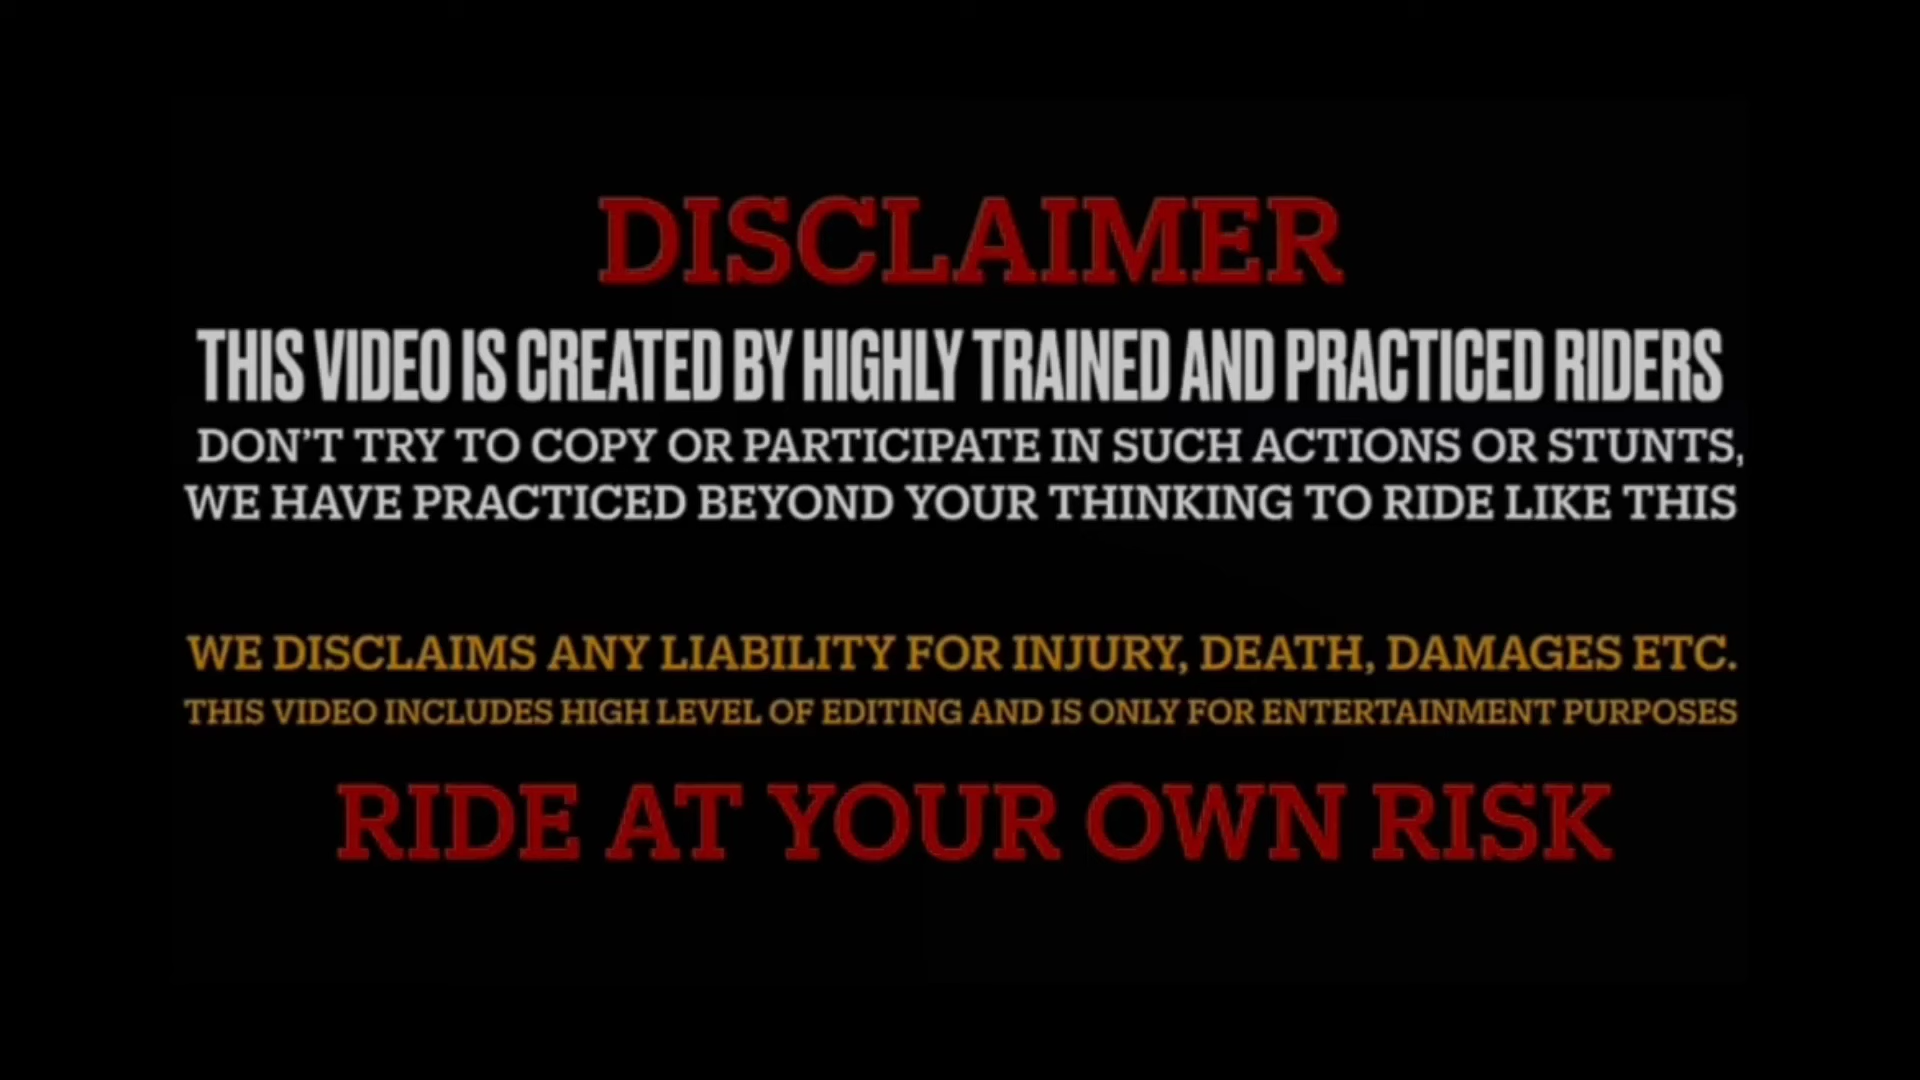 DISCLAIMER
THIS VIDEO IS CREATED BY HIGHLY TRAINED AND PRACTICED RIDERS
DON'T TRY TO COPY OR PARTICIPATE IN SUCH ACTIONS OR STUNTS,
WE HAVE PRACTICED BEYOND YOUR THINKING TO RIDE LIKE THIS
WE DISCLAIMS ANY LIABILITY FOR INJURY, DEATH, DAMAGES ETC.
THIS VIDEO INCLUDES HIGH LEVEL OF EDITING AND IS ONLY FOR ENTERTAINMENT PURPOSES
RIDE AT YOUR OWN RISK